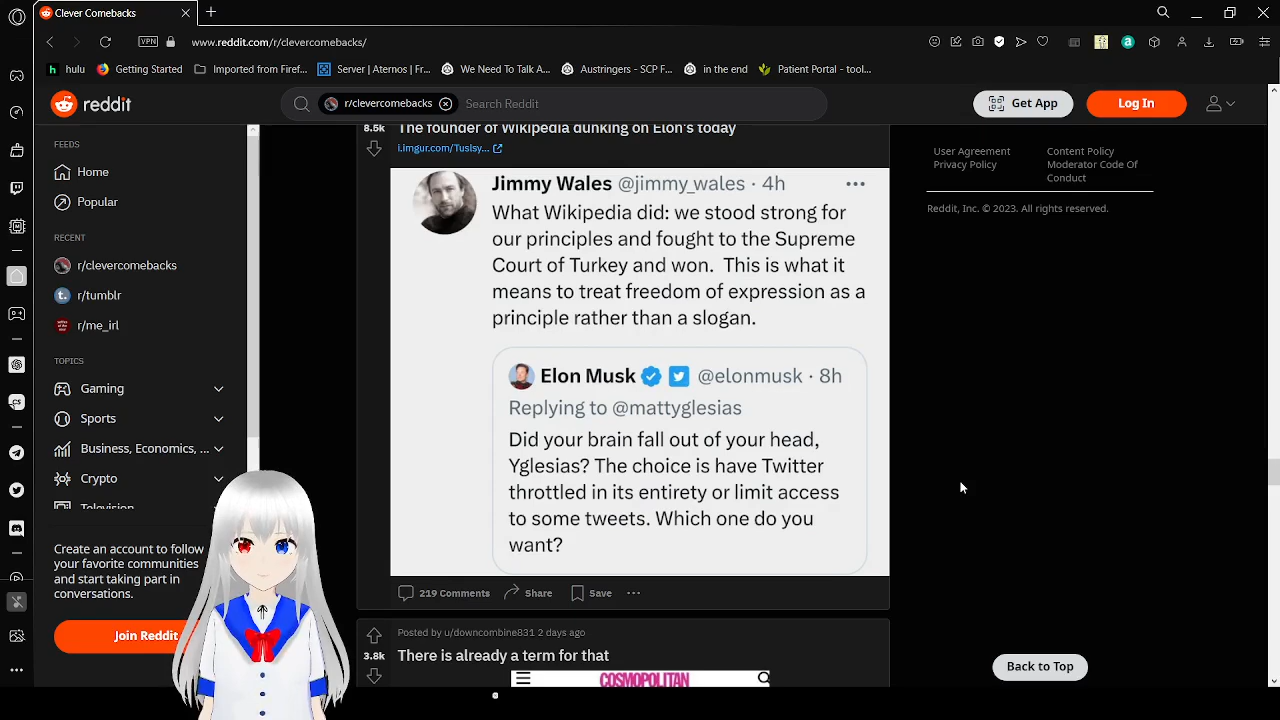 Clever Comebacks
VPN
www.reddit.com/r/clevercomebacks/
h hulu
Getting Started
Imported from Firef...
Server | Aternos | Fr...
We Need To Talk A...
Austringers - SCP F...
in the end
Patient Portal - tool...
reddit
r/clevercomebacks
Search Reddit
Get App
Log In
FEEDS
Home
Popular
RECENT
r/clevercomebacks
r/tumblr
r/me_irl
TOPICS
Gaming
Sports
Business, Economics, ...
Crypto
Television
Create an account to follow
your favorite communities
and start taking part in
conversations.
Join Reddit
8.5k
The founder of Wikipedia dunking on Elon's today
i.imgur.com/Tuslsy...
Jimmy Wales @jimmy_wales · 4h
What Wikipedia did: we stood strong for
our principles and fought to the Supreme
Court of Turkey and won. This is what it
means to treat freedom of expression as a
principle rather than a slogan.
Elon Musk @elonmusk · 8h
Replying to @mattyglesias
Did your brain fall out of your head,
Yglesias? The choice is have Twitter
throttled in its entirety or limit access
to some tweets. Which one do you
want?
219 Comments
Share
Save
Posted by u/downcombine831 2 days ago
3.8k
There is already a term for that
COSMOPOLITAN
User Agreement
Privacy Policy
Content Policy
Moderator Code Of
Conduct
Reddit, Inc. © 2023. All rights reserved.
Back to Top